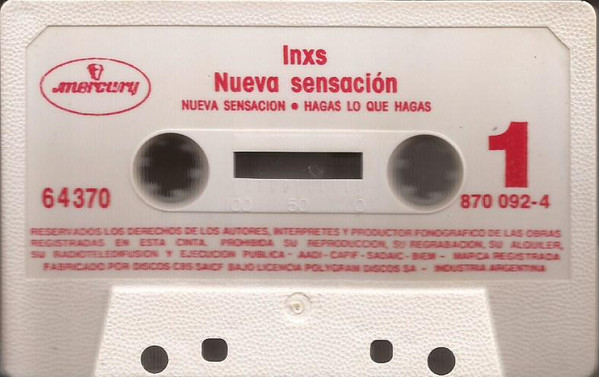 Inxs
mercury
Nueva sensación
NUEVA SENSACION • HAGAS LO QUE HAGAS
1
64370
870 092-4
100 50 0
RESERVADOS LOS DERECHOS DE LOS AUTORES, INTERPRETES Y PRODUCTOR FONOGRAFICO DE LAS OBRAS
REGISTRADAS EN ESTA CINTA. PROHIBIDA SU REPRODUCCION, SU REGRABACION, SU ALQUILER,
SU RADIOTELEDIFUSION Y EJECUCION PUBLICA - AADI - CAPIF - SADAIC - BIEM - MARCA REGISTRADA
FABRICADO POR DISCOS CBS SAICF BAJO LICENCIA POLYGRAM DISCOS SA - INDUSTRIA ARGENTINA